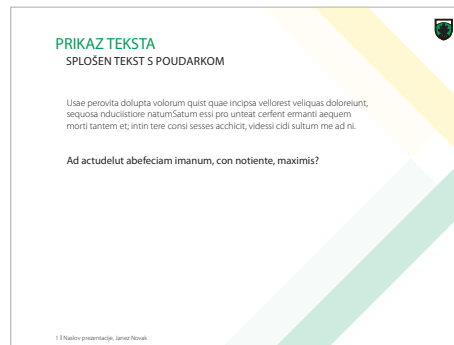 PRIKAZ TEKSTA
SPLOŠEN TEKST S POUDARKOM
Usae perovita dolupta volorum quist quae incipsa vellorest veliquas doloreiunt,
sequosa nduciistiore natumSatum essi pro unteat cerfent ermanti aequem
morti tantem et; intin tere consi sesses acchicit, videssi cidi sultum me ad ni.
Ad actudelut abefeciam imanum, con notiente, maximis?
1 | Naslov prezentacije, Janez Novak